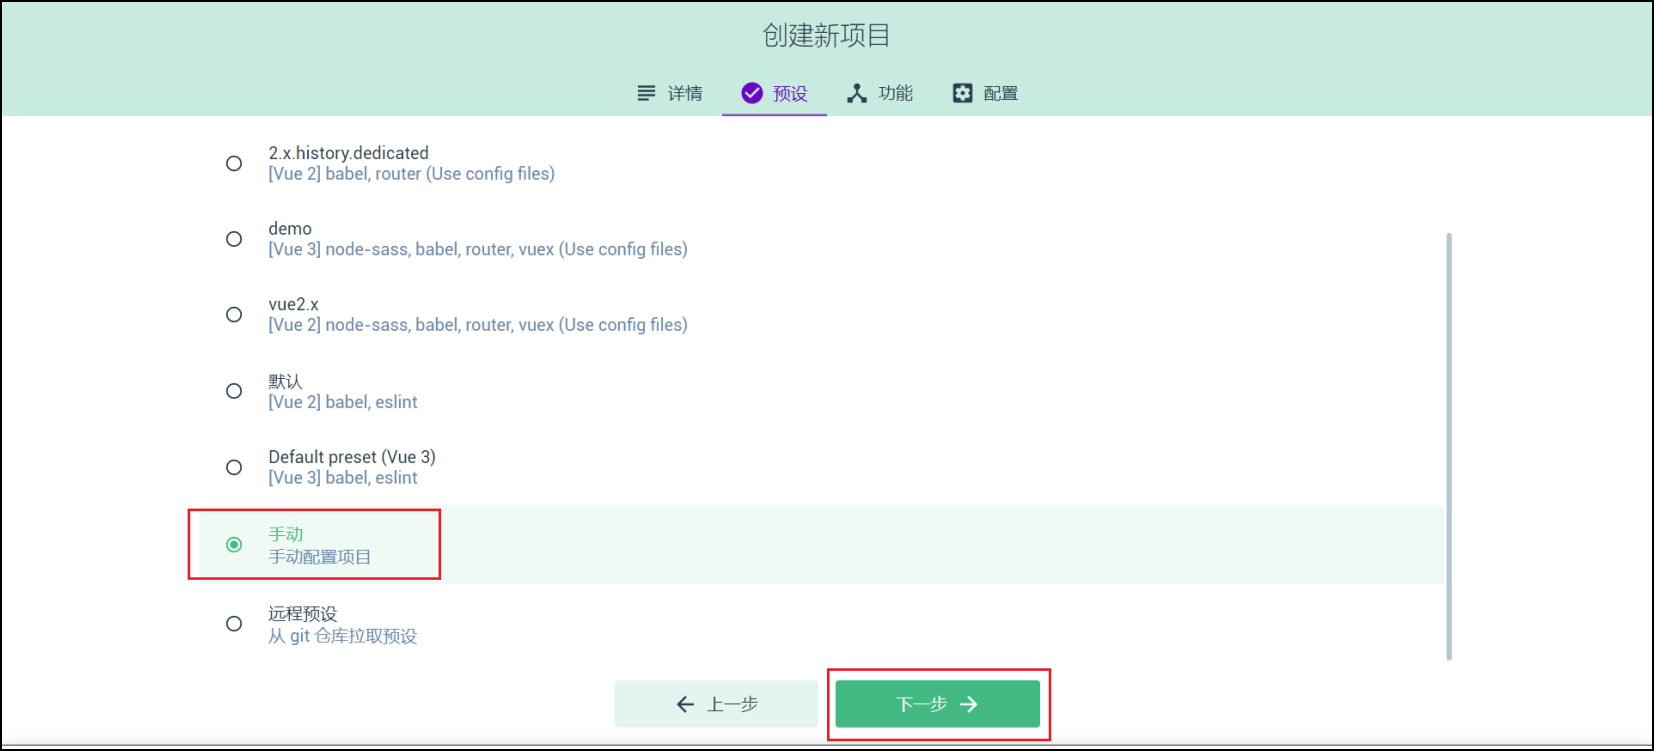 创建新项目
详情 预设 功能 配置
2.x.history.dedicated
[Vue 2] babel, router (Use config files)
demo
[Vue 3] node-sass, babel, router, vuex (Use config files)
vue2.x
[Vue 2] node-sass, babel, router, vuex (Use config files)
默认
[Vue 2] babel, eslint
Default preset (Vue 3)
[Vue 3] babel, eslint
手动
手动配置项目
远程预设
从 git 仓库拉取预设
上一步 下一步